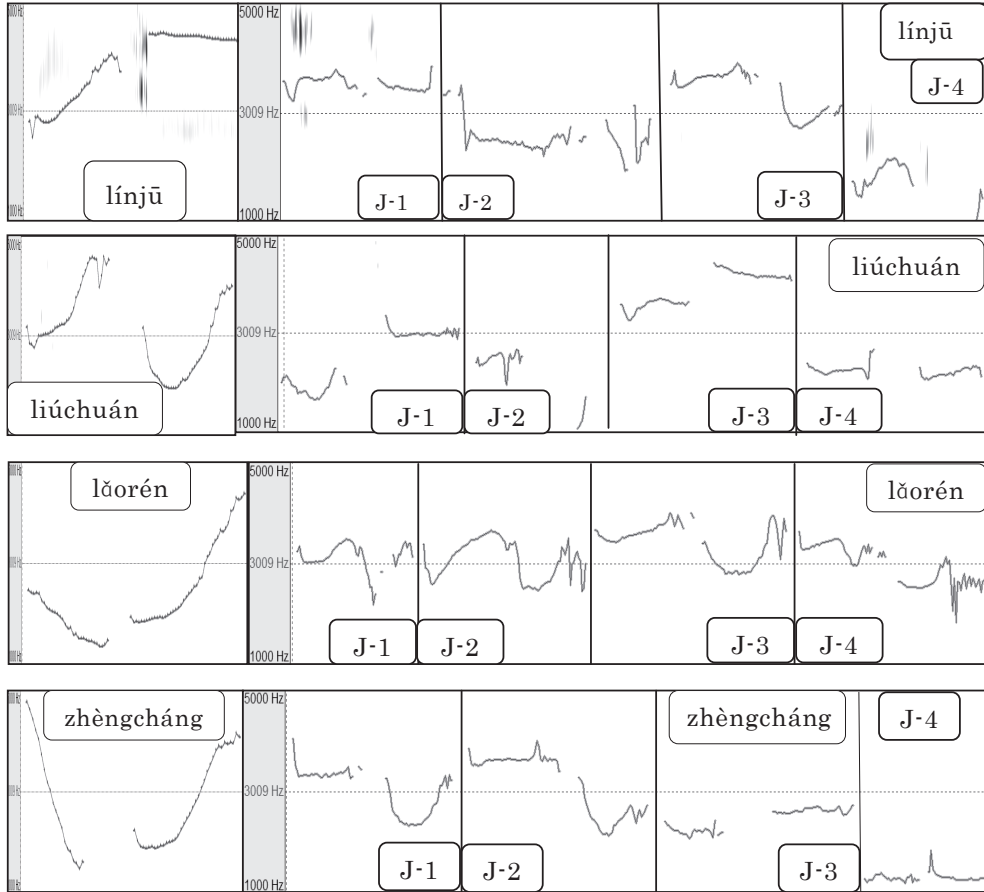 5000 Hz
línjū
J-4
3009 Hz
línjū
J-1 J-2 J-3
1000 Hz
5000 Hz
liúchuán
3009 Hz
liúchuán
J-1 J-2 J-3 J-4
1000 Hz
5000 Hz
lǎorén lǎorén
3009 Hz
J-1 J-2 J-3 J-4
1000 Hz
5000 Hz
zhèngcháng zhèngcháng J-4
3009 Hz
J-1 J-2 J-3
1000 Hz